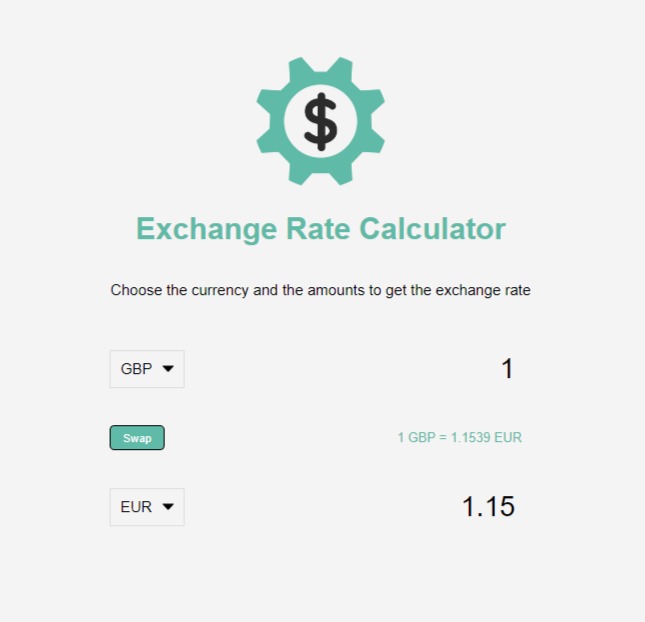 $
Exchange Rate Calculator
Choose the currency and the amounts to get the exchange rate
GBP 1
Swap 1 GBP = 1.1539 EUR
EUR 1.15